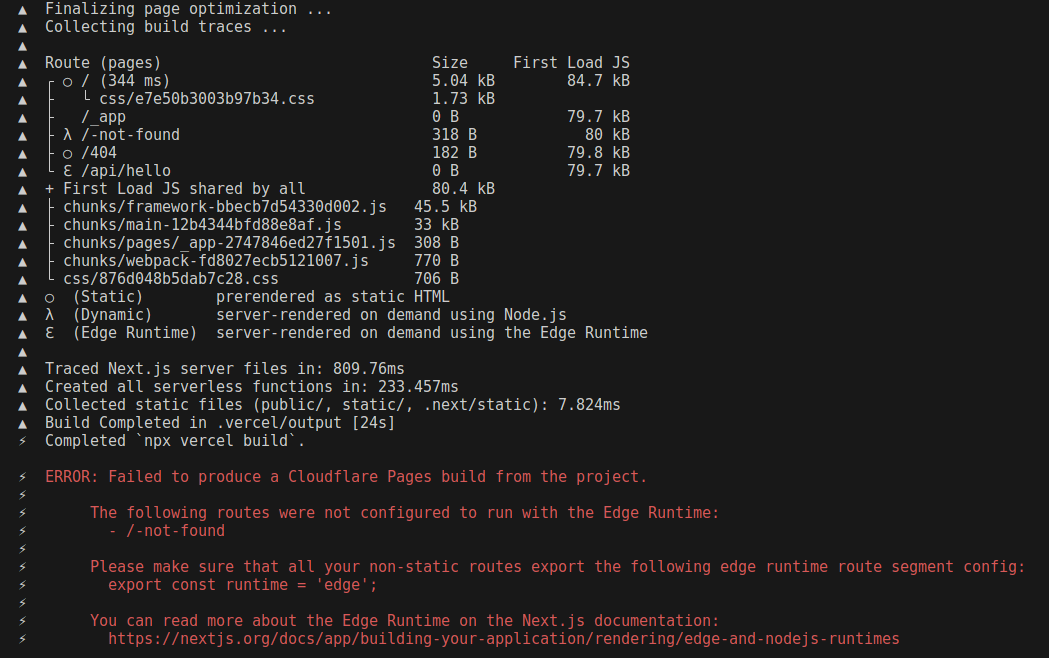 ▲ Finalizing page optimization ...
▲ Collecting build traces ...
▲
▲ Route (pages) Size First Load JS
▲ ┌ ○ / (344 ms) 5.04 kB 84.7 kB
▲ ├ └ css/e7e50b3003b97b34.css 1.73 kB
▲ ├ /_app 0 B 79.7 kB
▲ ├ λ /-not-found 318 B 80 kB
▲ ├ ○ /404 182 B 79.8 kB
▲ └ ℇ /api/hello 0 B 79.7 kB
▲ + First Load JS shared by all 80.4 kB
▲ ├ chunks/framework-bbecb7d54330d002.js 45.5 kB
▲ ├ chunks/main-12b4344bfd88e8af.js 33 kB
▲ ├ chunks/pages/_app-2747846ed27f1501.js 308 B
▲ ├ chunks/webpack-fd8027ecb5121007.js 770 B
▲ └ css/876d048b5dab7c28.css 706 B
▲ ○ (Static) prerendered as static HTML
▲ λ (Dynamic) server-rendered on demand using Node.js
▲ ℇ (Edge Runtime) server-rendered on demand using the Edge Runtime
▲
▲ Traced Next.js server files in: 809.76ms
▲ Created all serverless functions in: 233.457ms
▲ Collected static files (public/, static/, .next/static): 7.824ms
▲ Build Completed in .vercel/output [24s]
⚡ Completed `npx vercel build`.
⚡ ERROR: Failed to produce a Cloudflare Pages build from the project.
⚡
⚡ The following routes were not configured to run with the Edge Runtime:
⚡ - /-not-found
⚡
⚡ Please make sure that all your non-static routes export the following edge runtime route segment config:
⚡ export const runtime = 'edge';
⚡
⚡ You can read more about the Edge Runtime on the Next.js documentation:
⚡ https://nextjs.org/docs/app/building-your-application/rendering/edge-and-nodejs-runtimes